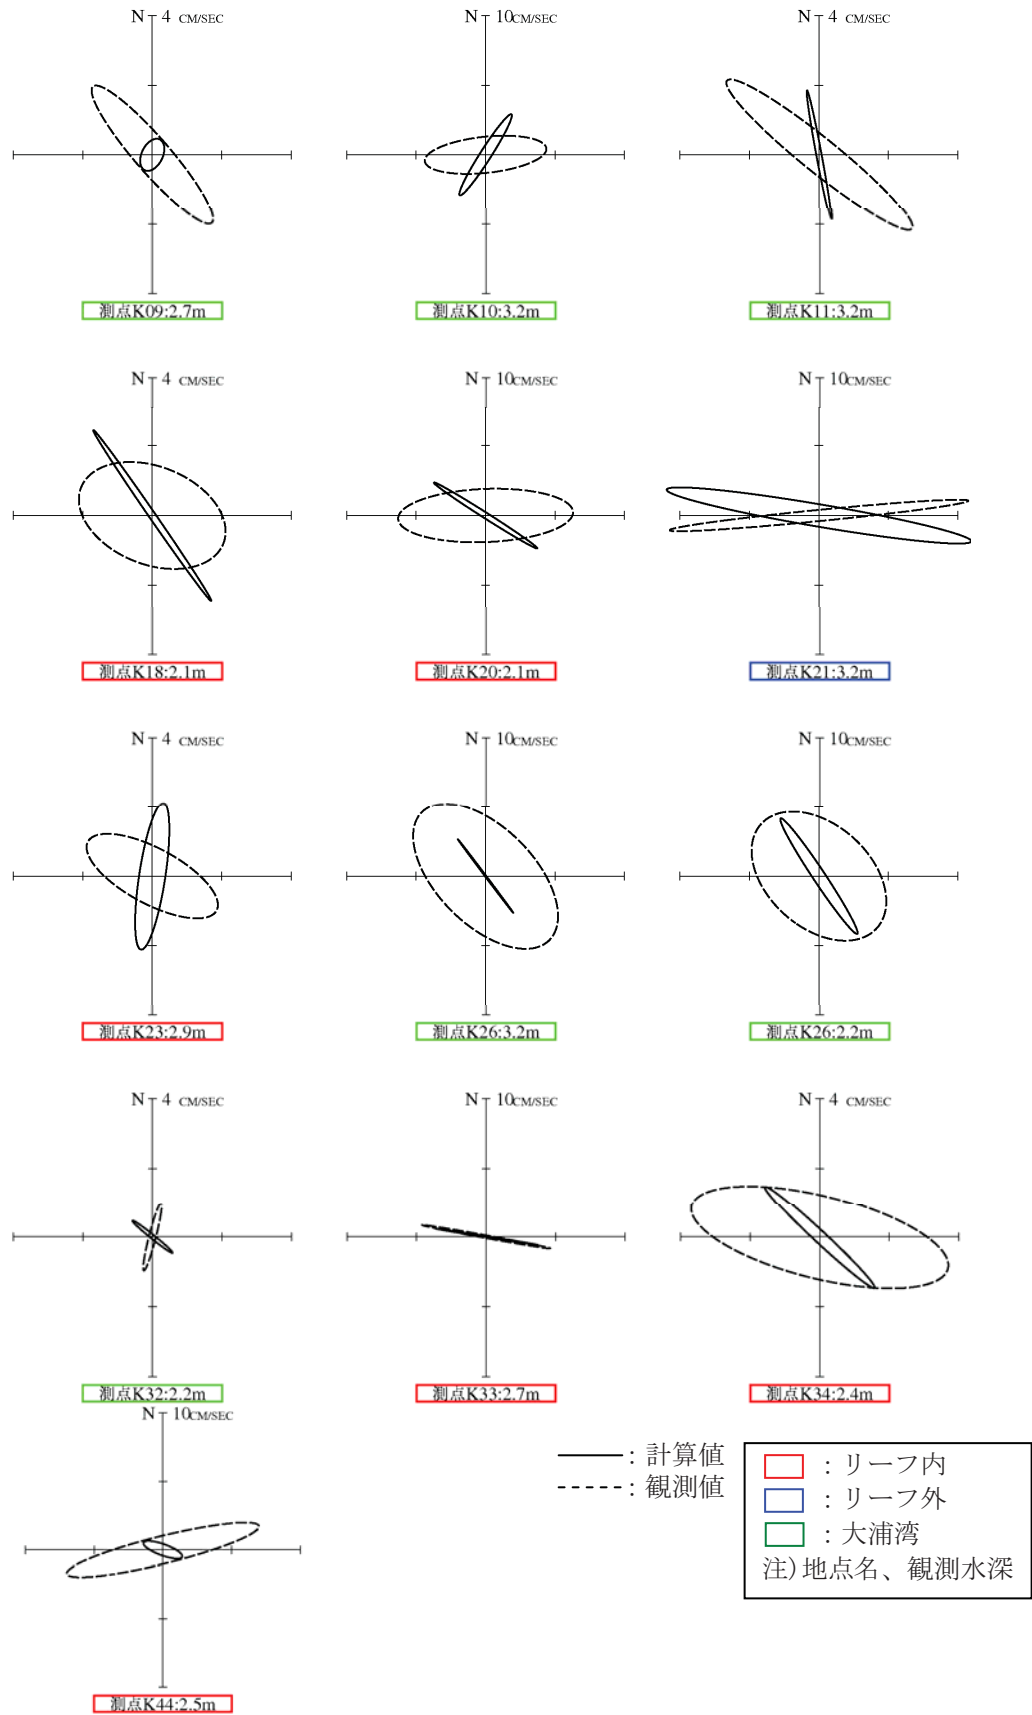 N 4 CM/SEC
N 10CM/SEC
N 4 CM/SEC
測点K09:2.7m
測点K10:3.2m
測点K11:3.2m
N 4 CM/SEC
N 10CM/SEC
N 10CM/SEC
測点K18:2.1m
測点K20:2.1m
測点K21:3.2m
N 4 CM/SEC
N 10CM/SEC
N 10CM/SEC
測点K23:2.9m
測点K26:3.2m
測点K26:2.2m
N 4 CM/SEC
N 10CM/SEC
N 4 CM/SEC
測点K32:2.2m
測点K33:2.7m
測点K34:2.4m
N 10CM/SEC
測点K44:2.5m
：計算値
：観測値
：リーフ内
：リーフ外
：大浦湾
注)地点名、観測水深